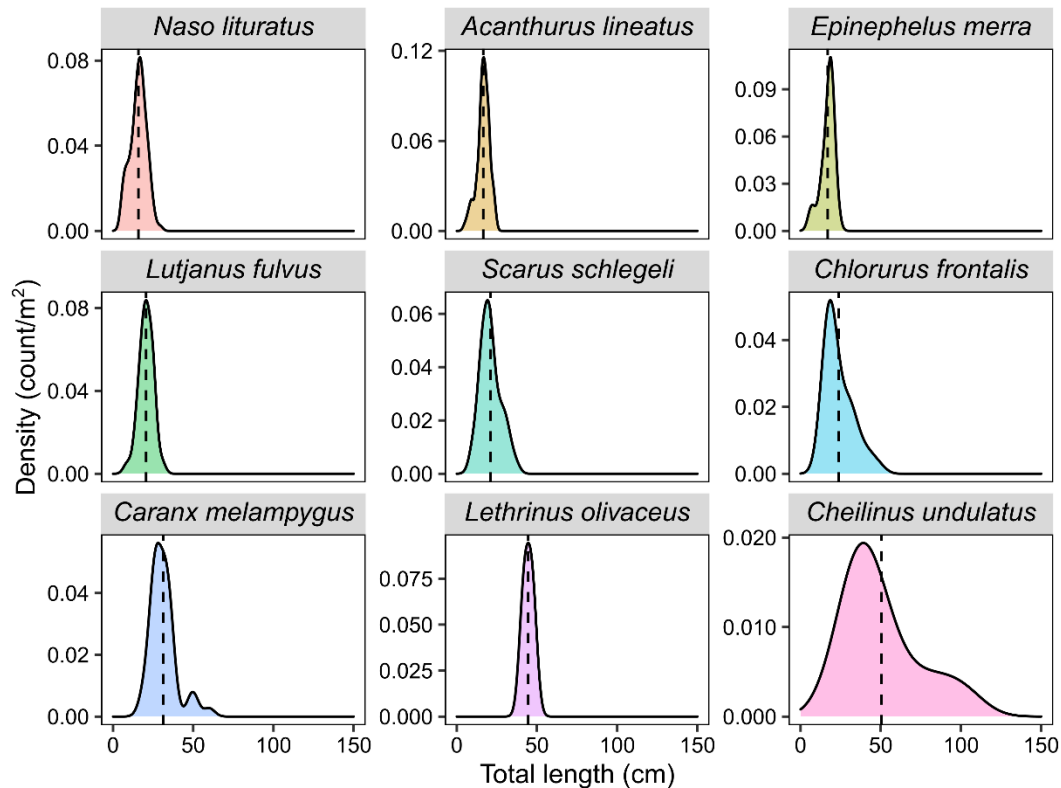 Naso lituratus
Acanthurus lineatus
Epinephelus merra
0.08
0.04
0.00
0.12
0.06
0.00
0.09
0.06
0.03
0.00
Lutjanus fulvus
Scarus schlegeli
Chlorurus frontalis
0.08
0.04
0.00
0.06
0.04
0.02
0.00
0.04
0.02
0.00
Density (count/m²)
Caranx melampygus
Lethrinus olivaceus
Cheilinus undulatus
0.04
0.02
0.00
0.075
0.050
0.025
0.000
0.020
0.010
0.000
0 50 100 150
0 50 100 150
0 50 100 150
Total length (cm)